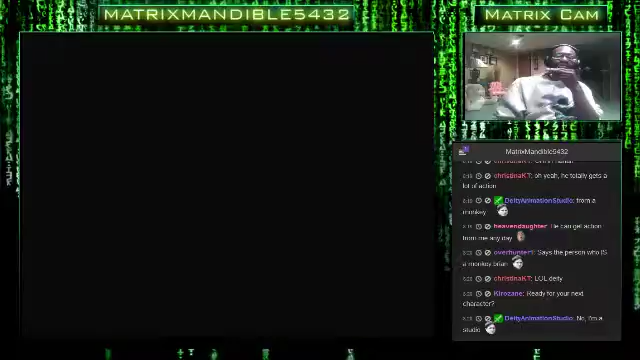 MATRIXMANDIBLE5432
MATRIX CAM
MatrixMandible5432
christinaKT: oh yeah, he totally gets a
lot of action
DeityAnimationStudio: from a
monkey
heavendaughter: He can get action
from me any day
overhunter1: Says the person who IS
a monkey brian
christinaKT: LOL deity
Kirozane: Ready for your next
character?
DeityAnimationStudio: No, I'm a
studio